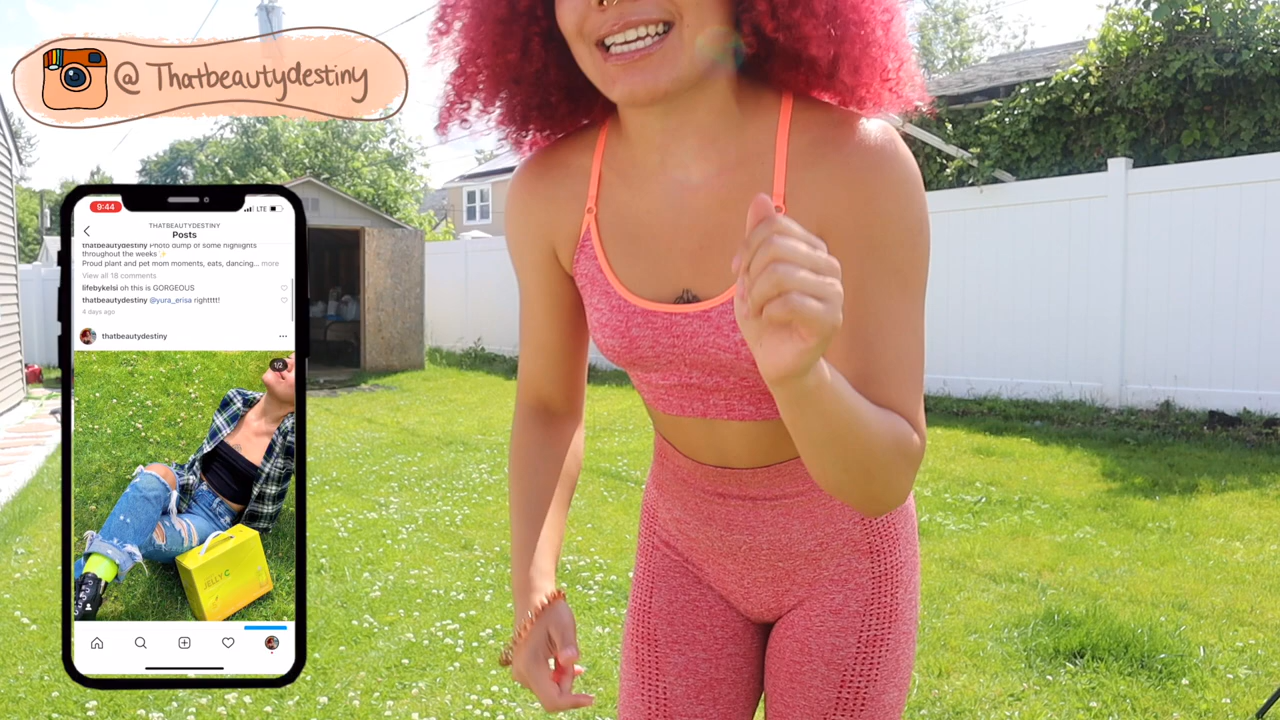 @ Thatbeautydestiny
9:44
LTE
THATBEAUTYDESTINY
Posts
thatbeautydestiny Photo dump of some highlights
throughout the weeks✨
Proud plant and pet mom moments, eats, dancing... more
View all 18 comments
lifebykelsi oh this is GORGEOUS
thatbeautydestiny @yura_erisa rightttt!
4 days ago
thatbeautydestiny
1/2
JELLY C